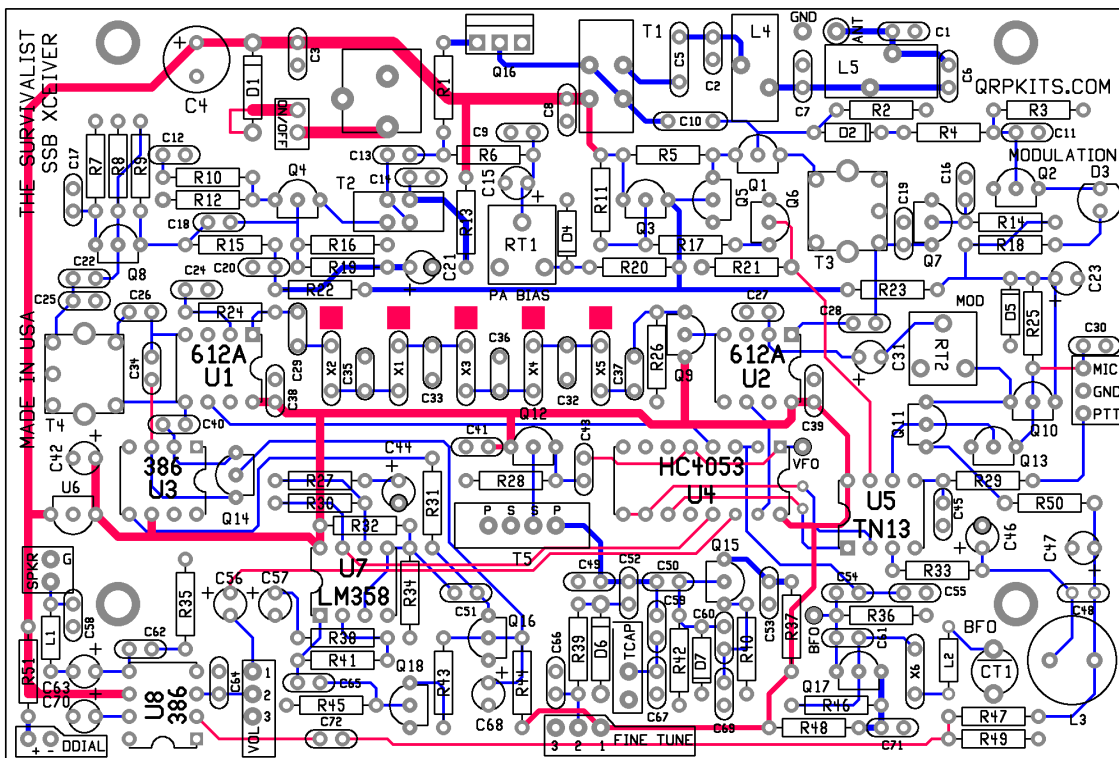 THE SURVIVALIST
SSB XCEIVER
MADE IN USA
QRPKITS.COM
C4
D1
C3
ON/OFF
R1
Q16
T1
C5
C2
L4
GND
ANT
C1
L5
C6
C7
C8
C10
R2
R3
D2
R4
C11
C17
R7
R8
R9
C12
R10
R12
Q4
C13
C14
T2
C9
R6
C15
R13
R11
R5
Q3
Q5
Q1
Q6
C19
C16
MODULATION
Q2
D3
C18
Q8
R15
R16
R19
C20
C21
R22
RT1
D4
PA BIAS
R20
R17
R21
T3
Q7
R14
R18
R23
C22
C25
C26
C24
R24
C27
C28
MOD
D5
R25
C23
C30
T4
C34
612A
U1
C29
C38
X2
C35
X1
C33
X3
C36
X4
C32
X5
C37
R26
Q9
612A
U2
C39
C31
RT2
MIC
GND
PTT
C40
C42
386
U3
Q14
C44
Q12
C41
C43
R27
R30
R31
R28
HC4053
U4
VFO
Q11
Q10
Q13
U6
R32
P S S P
T5
U5
TN13
C45
R29
R50
C46
C47
SPKR
G
L1
C58
R51
R35
C56
C57
U7
LM358
R34
C51
C49
C52
C50
Q15
C59
C60
C53
R37
C54
C55
R33
R36
BFO
C61
C48
C62
C63
C70
U8
386
C64
VOL
1
2
3
R38
R41
C65
R45
C72
Q18
R43
Q16
C68
R44
C66
R39
D6
TCAP
R42
D7
R40
C67
C69
3 2 1
FINE TUNE
Q17
R46
R48
C71
X6
L2
BFO
CT1
L3
R47
R49
+ -
DDIAL